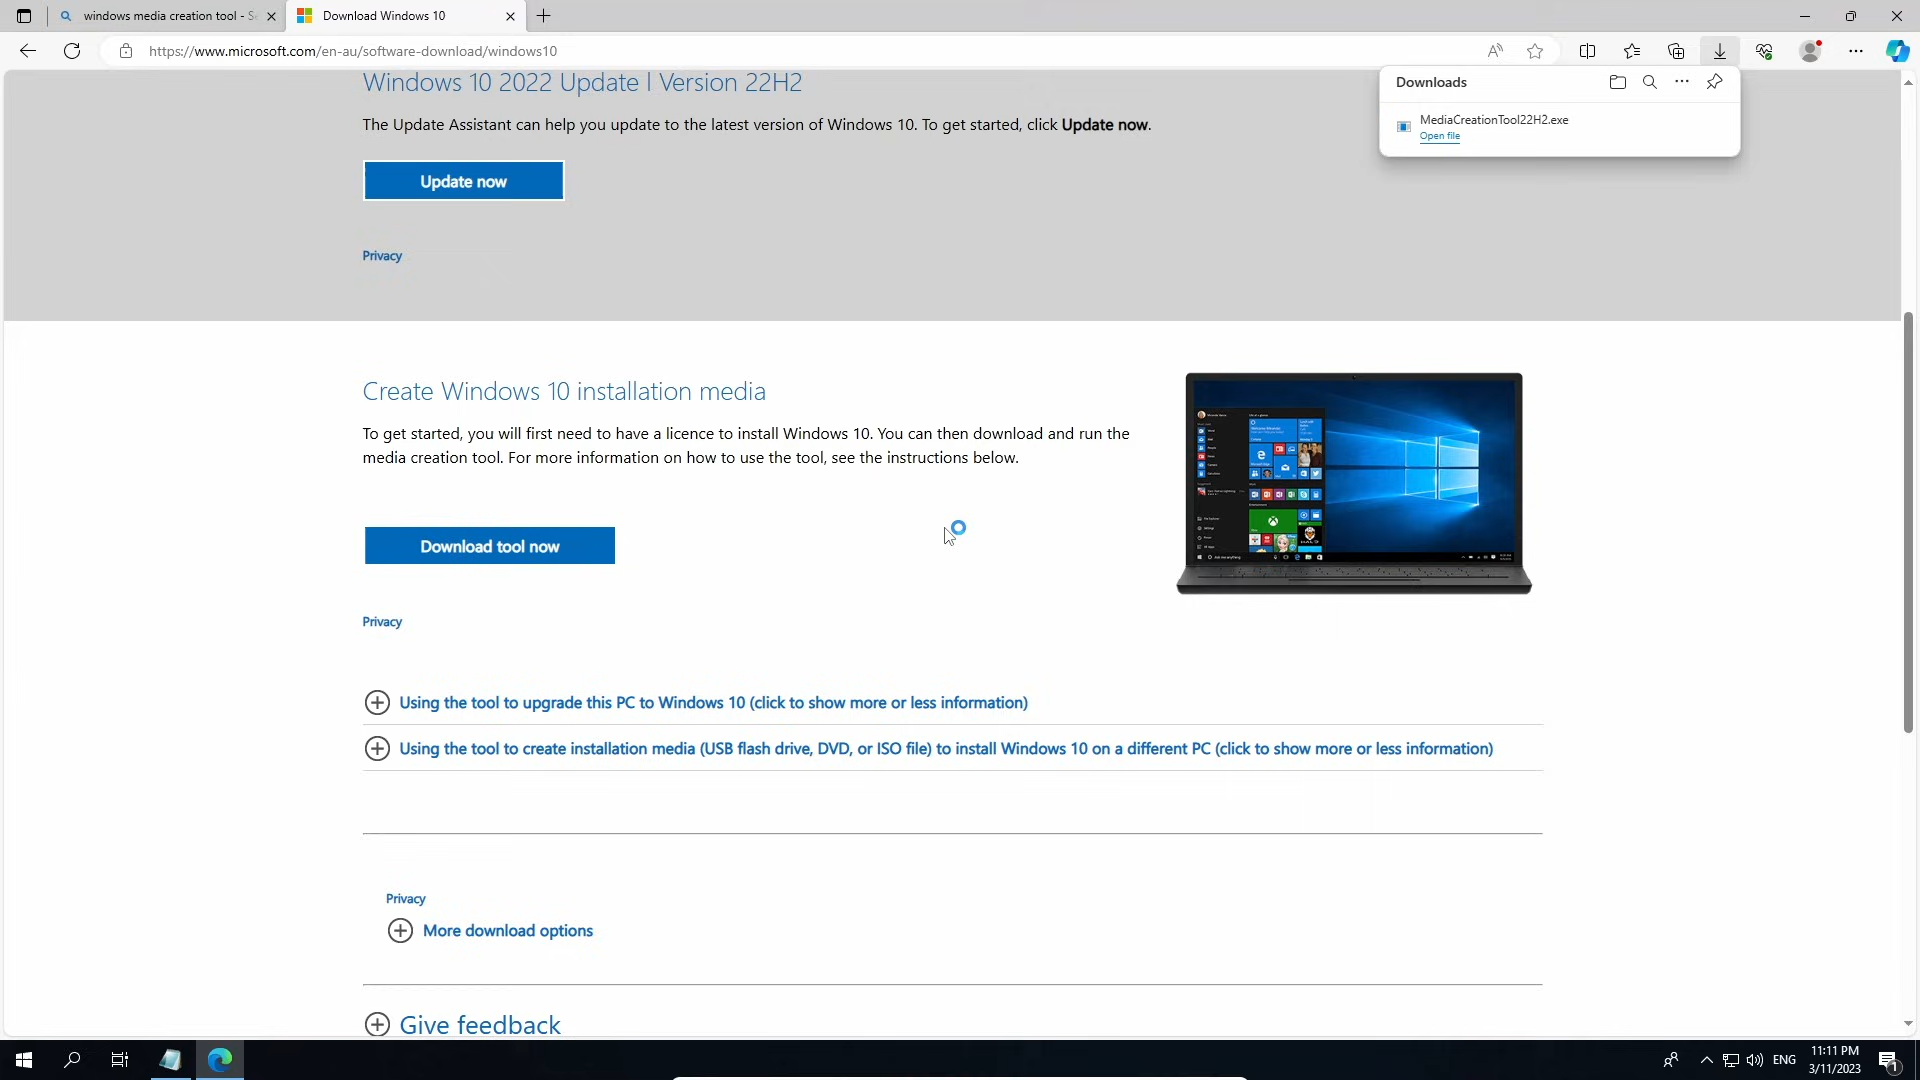 windows media creation tool - Se
Download Windows 10
https://www.microsoft.com/en-au/software-download/windows10
Windows 10 2022 Update l Version 22H2
The Update Assistant can help you update to the latest version of Windows 10. To get started, click Update now.
Update now
Privacy
Downloads
MediaCreationTool22H2.exe
Open file
Create Windows 10 installation media
To get started, you will first need to have a licence to install Windows 10. You can then download and run the
media creation tool. For more information on how to use the tool, see the instructions below.
Download tool now
Privacy
Using the tool to upgrade this PC to Windows 10 (click to show more or less information)
Using the tool to create installation media (USB flash drive, DVD, or ISO file) to install Windows 10 on a different PC (click to show more or less information)
Privacy
More download options
Give feedback
ENG
11:11 PM
3/11/2023
1